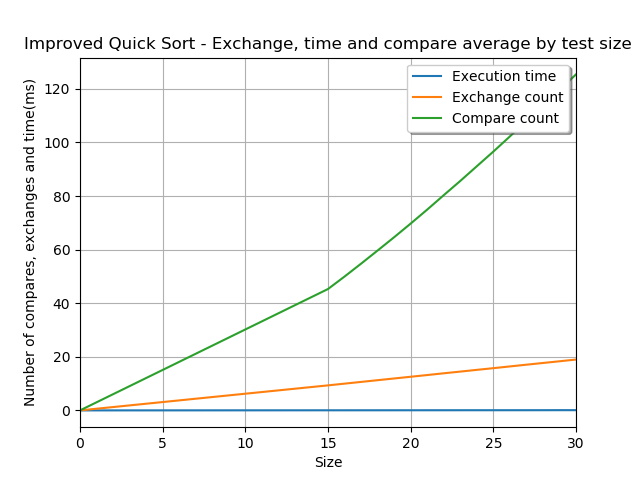 Improved Quick Sort - Exchange, time and compare average by test size
Number of compares, exchanges and time(ms)
120
100
80
60
40
20
0
Execution time
Exchange count
Compare count
0 5 10 15 20 25 30
Size